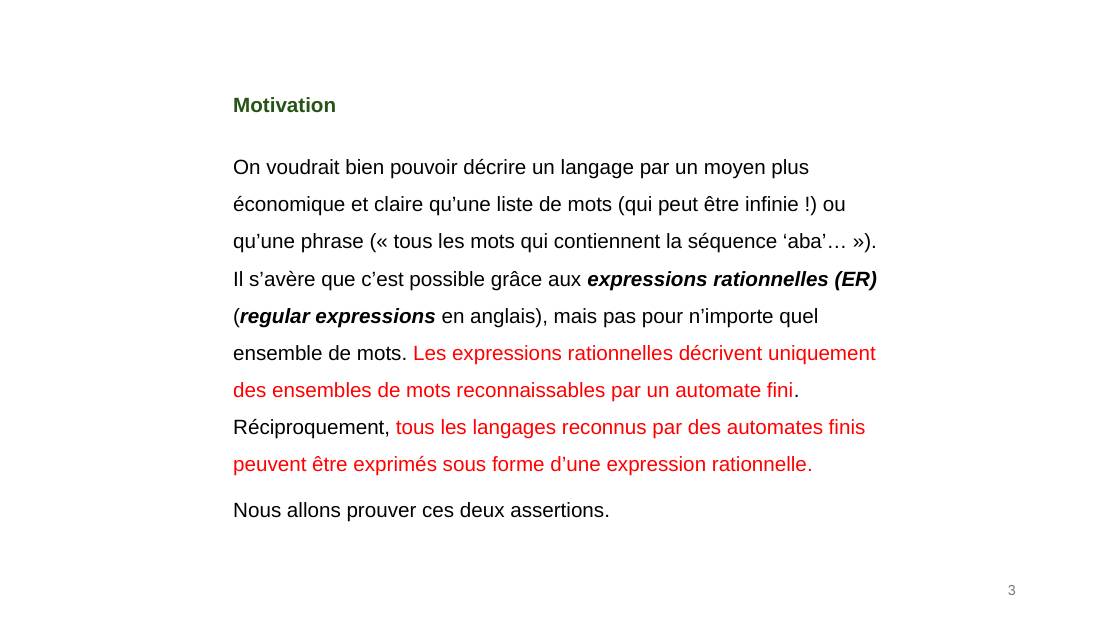 Motivation
On voudrait bien pouvoir décrire un langage par un moyen plus
économique et claire qu’une liste de mots (qui peut être infinie !) ou
qu’une phrase (« tous les mots qui contiennent la séquence ‘aba’… »).
Il s’avère que c’est possible grâce aux expressions rationnelles (ER)
(regular expressions en anglais), mais pas pour n’importe quel
ensemble de mots. Les expressions rationnelles décrivent uniquement
des ensembles de mots reconnaissables par un automate fini.
Réciproquement, tous les langages reconnus par des automates finis
peuvent être exprimés sous forme d’une expression rationnelle.
Nous allons prouver ces deux assertions.
3